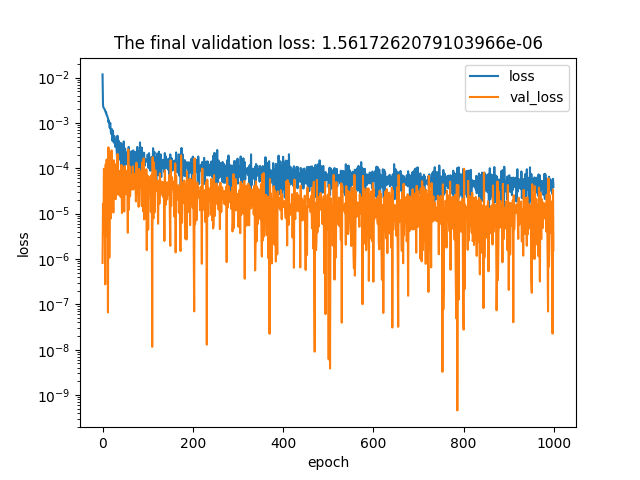 The final validation loss: 1.5617262079103966e-06
loss
val_loss
10⁻²
10⁻³
10⁻⁴
10⁻⁵
10⁻⁶
10⁻⁷
10⁻⁸
10⁻⁹
loss
0 200 400 600 800 1000
epoch